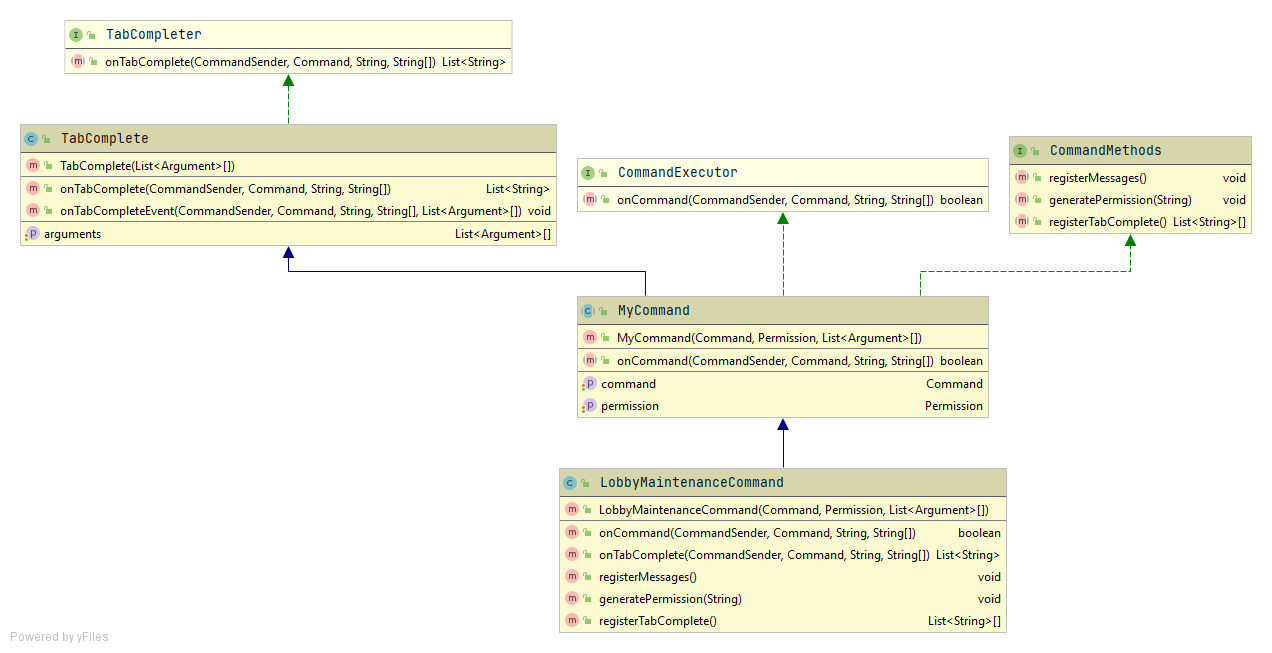 TabCompleter
onTabComplete(CommandSender, Command, String, String[]) List<String>
TabComplete
TabComplete(List<Argument>[])
onTabComplete(CommandSender, Command, String, String[]) List<String>
onTabCompleteEvent(CommandSender, Command, String, String[], List<Argument>[]) void
arguments List<Argument>[]
CommandExecutor
onCommand(CommandSender, Command, String, String[]) boolean
CommandMethods
registerMessages() void
generatePermission(String) void
registerTabComplete() List<String>[]
MyCommand
MyCommand(Command, Permission, List<Argument>[])
onCommand(CommandSender, Command, String, String[]) boolean
command Command
permission Permission
LobbyMaintenanceCommand
LobbyMaintenanceCommand(Command, Permission, List<Argument>[])
onCommand(CommandSender, Command, String, String[]) boolean
onTabComplete(CommandSender, Command, String, String[]) List<String>
registerMessages() void
generatePermission(String) void
registerTabComplete() List<String>[]
Powered by yFiles